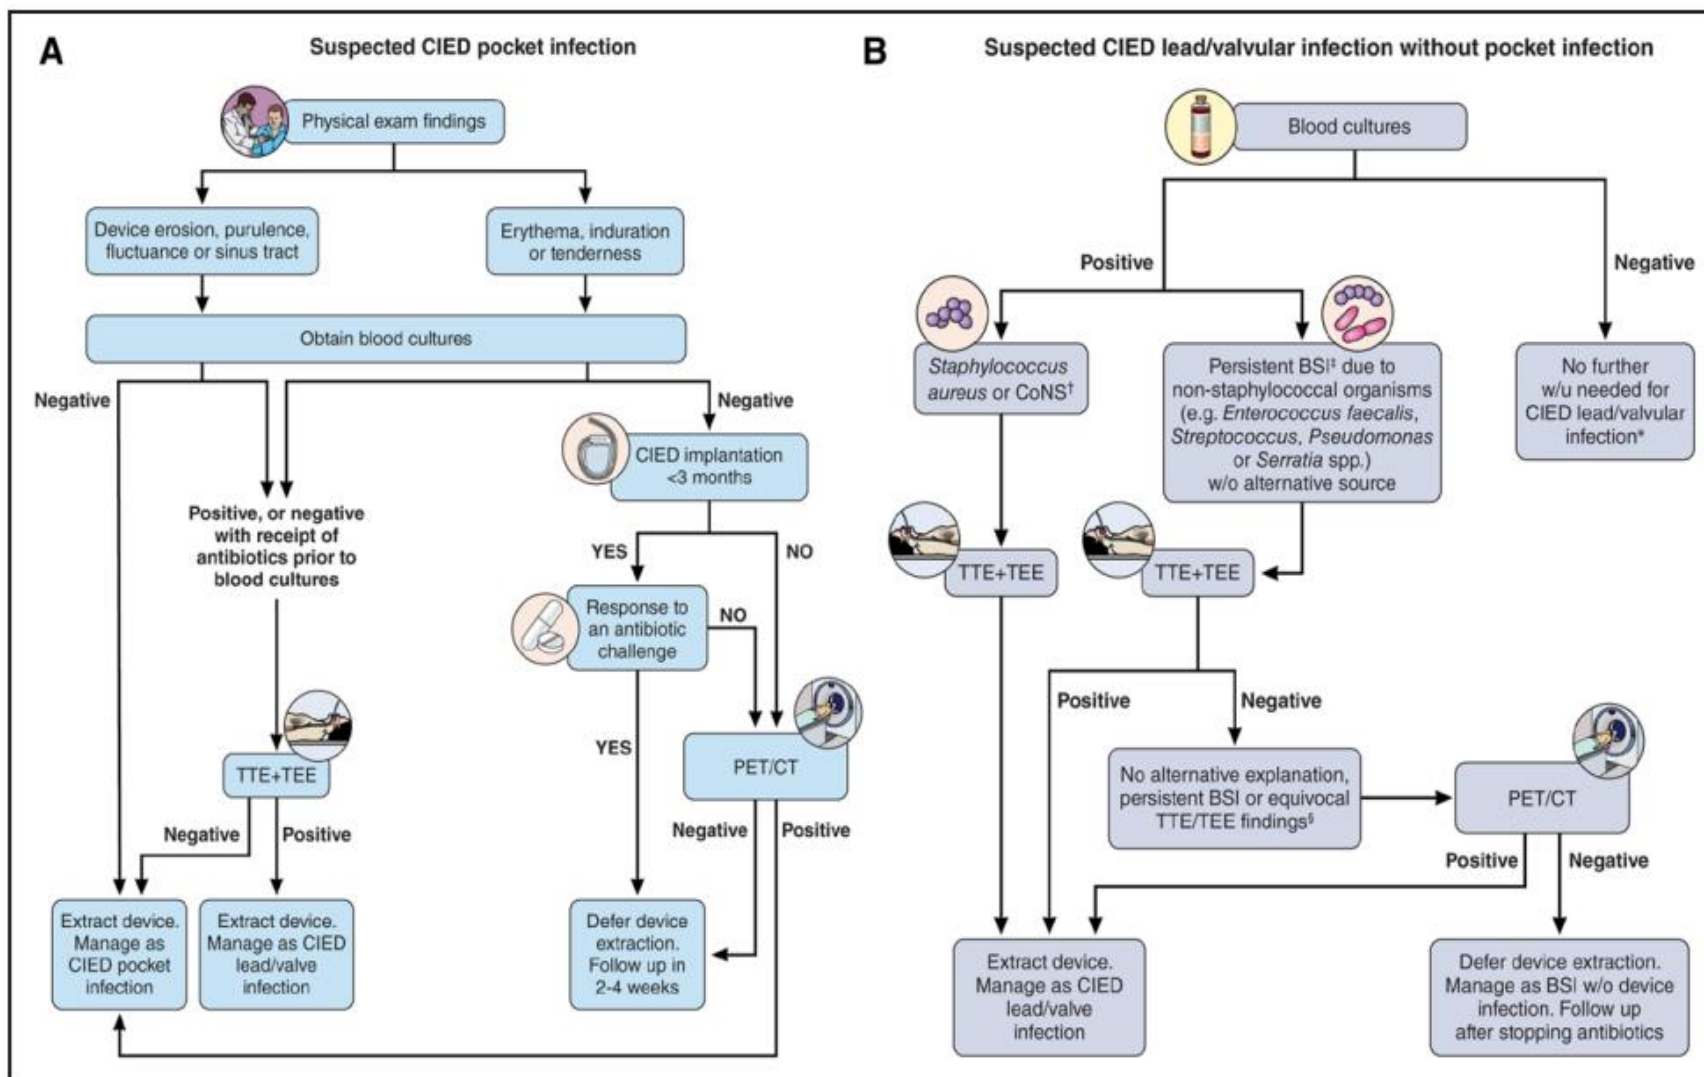 A
Suspected CIED pocket infection
Physical exam findings
Device erosion, purulence,
fluctuance or sinus tract
Erythema, induration
or tenderness
Obtain blood cultures
Negative
Negative
CIED implantation
<3 months
Positive, or negative
with receipt of
antibiotics prior to
blood cultures
YES
NO
Response to
an antibiotic
challenge
NO
YES
TTE+TEE
PET/CT
Negative
Positive
Negative
Positive
Extract device.
Manage as
CIED pocket
infection
Extract device.
Manage as CIED
lead/valve
infection
Defer device
extraction.
Follow up in
2-4 weeks
B
Suspected CIED lead/valvular infection without pocket infection
Blood cultures
Positive
Negative
Staphylococcus
aureus or CoNS†
Persistent BSI‡ due to
non-staphylococcal organisms
(e.g. Enterococcus faecalis,
Streptococcus, Pseudomonas
or Serratia spp.)
w/o alternative source
No further
w/u needed for
CIED lead/valvular
infection*
TTE+TEE
TTE+TEE
Positive
Negative
No alternative explanation,
persistent BSI or equivocal
TTE/TEE findings§
PET/CT
Positive
Negative
Extract device.
Manage as CIED
lead/valve
infection
Defer device extraction.
Manage as BSI w/o device
infection. Follow up
after stopping antibiotics